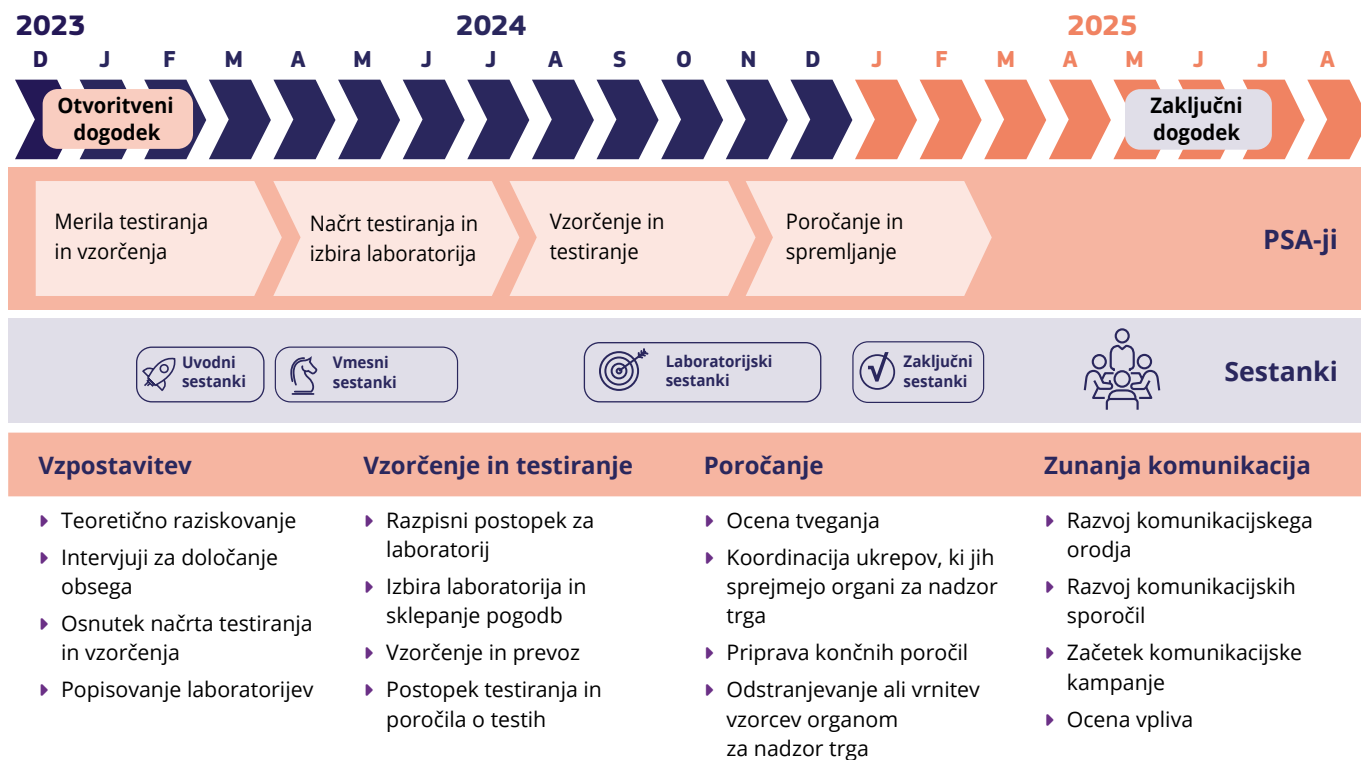 2023 2024 2025
D J F M A M J J A S O N D J F M A M J J A
Otvoritveni
dogodek
Zaključni
dogodek
Merila testiranja
in vzorčenja
Načrt testiranja in
izbira laboratorija
Vzorčenje in
testiranje
Poročanje in
spremljanje
PSA-ji
Uvodni
sestanki
Vmesni
sestanki
Laboratorijski
sestanki
Zaključni
sestanki
Sestanki
Vzpostavitev
Teoretično raziskovanje
Intervjuji za določanje
obsega
Osnutek načrta testiranja
in vzorčenja
Popisovanje laboratorijev
Vzorčenje in testiranje
Razpisni postopek za
laboratorij
Izbira laboratorija in
sklepanje pogodb
Vzorčenje in prevoz
Postopek testiranja in
poročila o testih
Poročanje
Ocena tveganja
Koordinacija ukrepov, ki jih
sprejmejo organi za nadzor
trga
Priprava končnih poročil
Odstranjevanje ali vrnitev
vzorcev organom
za nadzor trga
Zunanja komunikacija
Razvoj komunikacijskega
orodja
Razvoj komunikacijskih
sporočil
Začetek komunikacijske
kampanje
Ocena vpliva